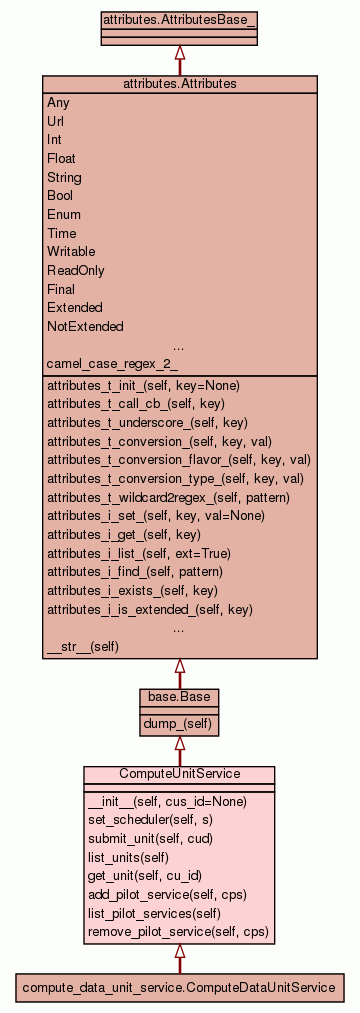 attributes.AttributesBase_
attributes.Attributes
Any
Url
Int
Float
String
Bool
Enum
Time
Writable
ReadOnly
Final
Extended
NotExtended
...
camel_case_regex_2_
attributes_t_init_(self, key=None)
attributes_t_call_cb_(self, key)
attributes_t_underscore_(self, key)
attributes_t_conversion_(self, key, val)
attributes_t_conversion_flavor_(self, key, val)
attributes_t_conversion_type_(self, key, val)
attributes_t_wildcard2regex_(self, pattern)
attributes_i_set_(self, key, val=None)
attributes_i_get_(self, key)
attributes_i_list_(self, ext=True)
attributes_i_find_(self, pattern)
attributes_i_exists_(self, key)
attributes_i_is_extended_(self, key)
...
__str__(self)
base.Base
dump_(self)
ComputeUnitService
__init__(self, cus_id=None)
set_scheduler(self, s)
submit_unit(self, cud)
list_units(self)
get_unit(self, cu_id)
add_pilot_service(self, cps)
list_pilot_services(self)
remove_pilot_service(self, cps)
compute_data_unit_service.ComputeDataUnitService